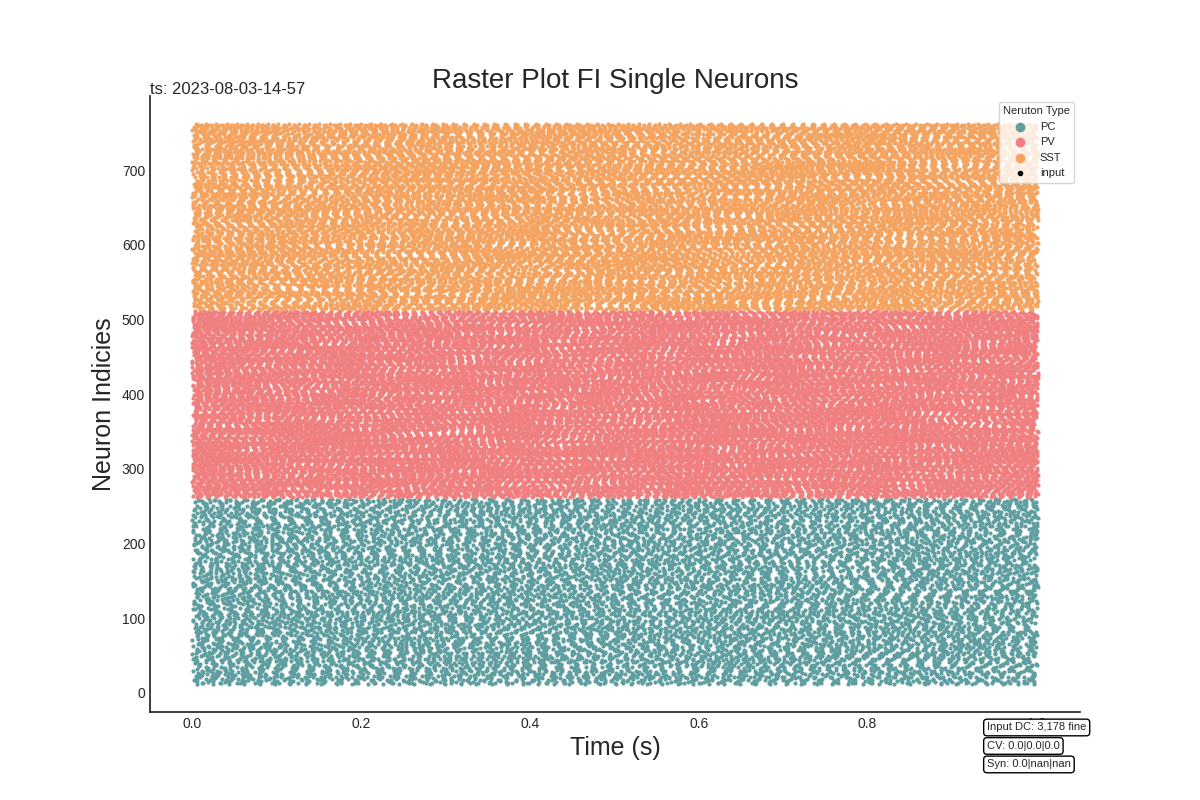 Raster Plot FI Single Neurons
ts: 2023-08-03-14-57
Neruton Type
PC
PV
SST
input
Neuron Indicies
700
600
500
400
300
200
100
0
0.0 0.2 0.4 0.6 0.8
Time (s)
Input DC: 3,178 fine
CV: 0.0|0.0|0.0
Syn: 0.0|nan|nan